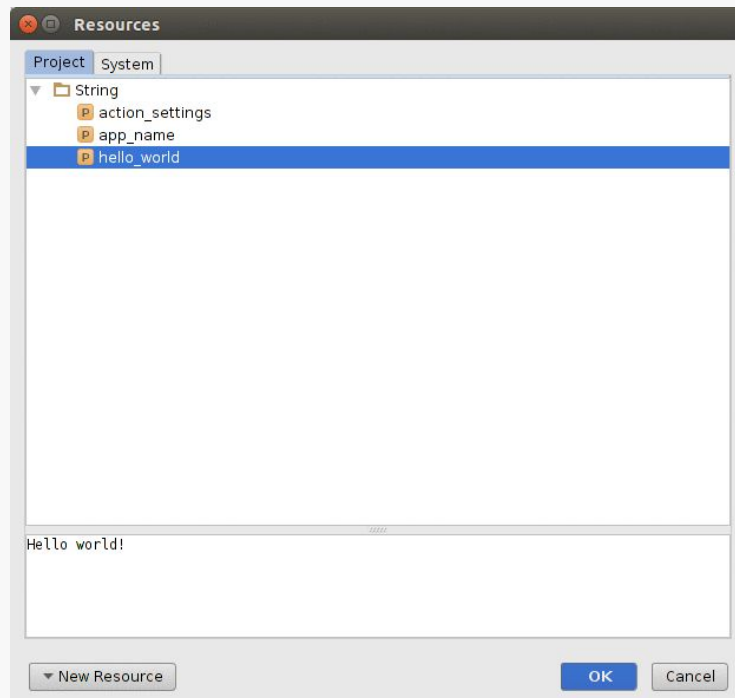 Resources
Project System
String
P action_settings
P app_name
P hello_world
Hello world!
New Resource OK Cancel